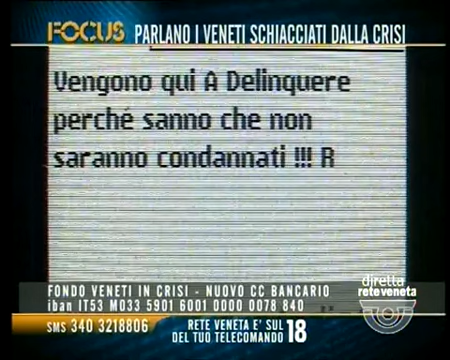 FOCUS PARLANO I VENETI SCHIACCIATI DALLA CRISI
Vengono qui A Delinquere
perché sanno che non
saranno condannati !!! R
diretta
reteveneta
FONDO VENETI IN CRISI - NUOVO CC BANCARIO
iban IT53 M033 5901 6001 0000 0078 840
SMS 340 3218806
RETE VENETA E' SUL
DEL TUO TELECOMANDO 18